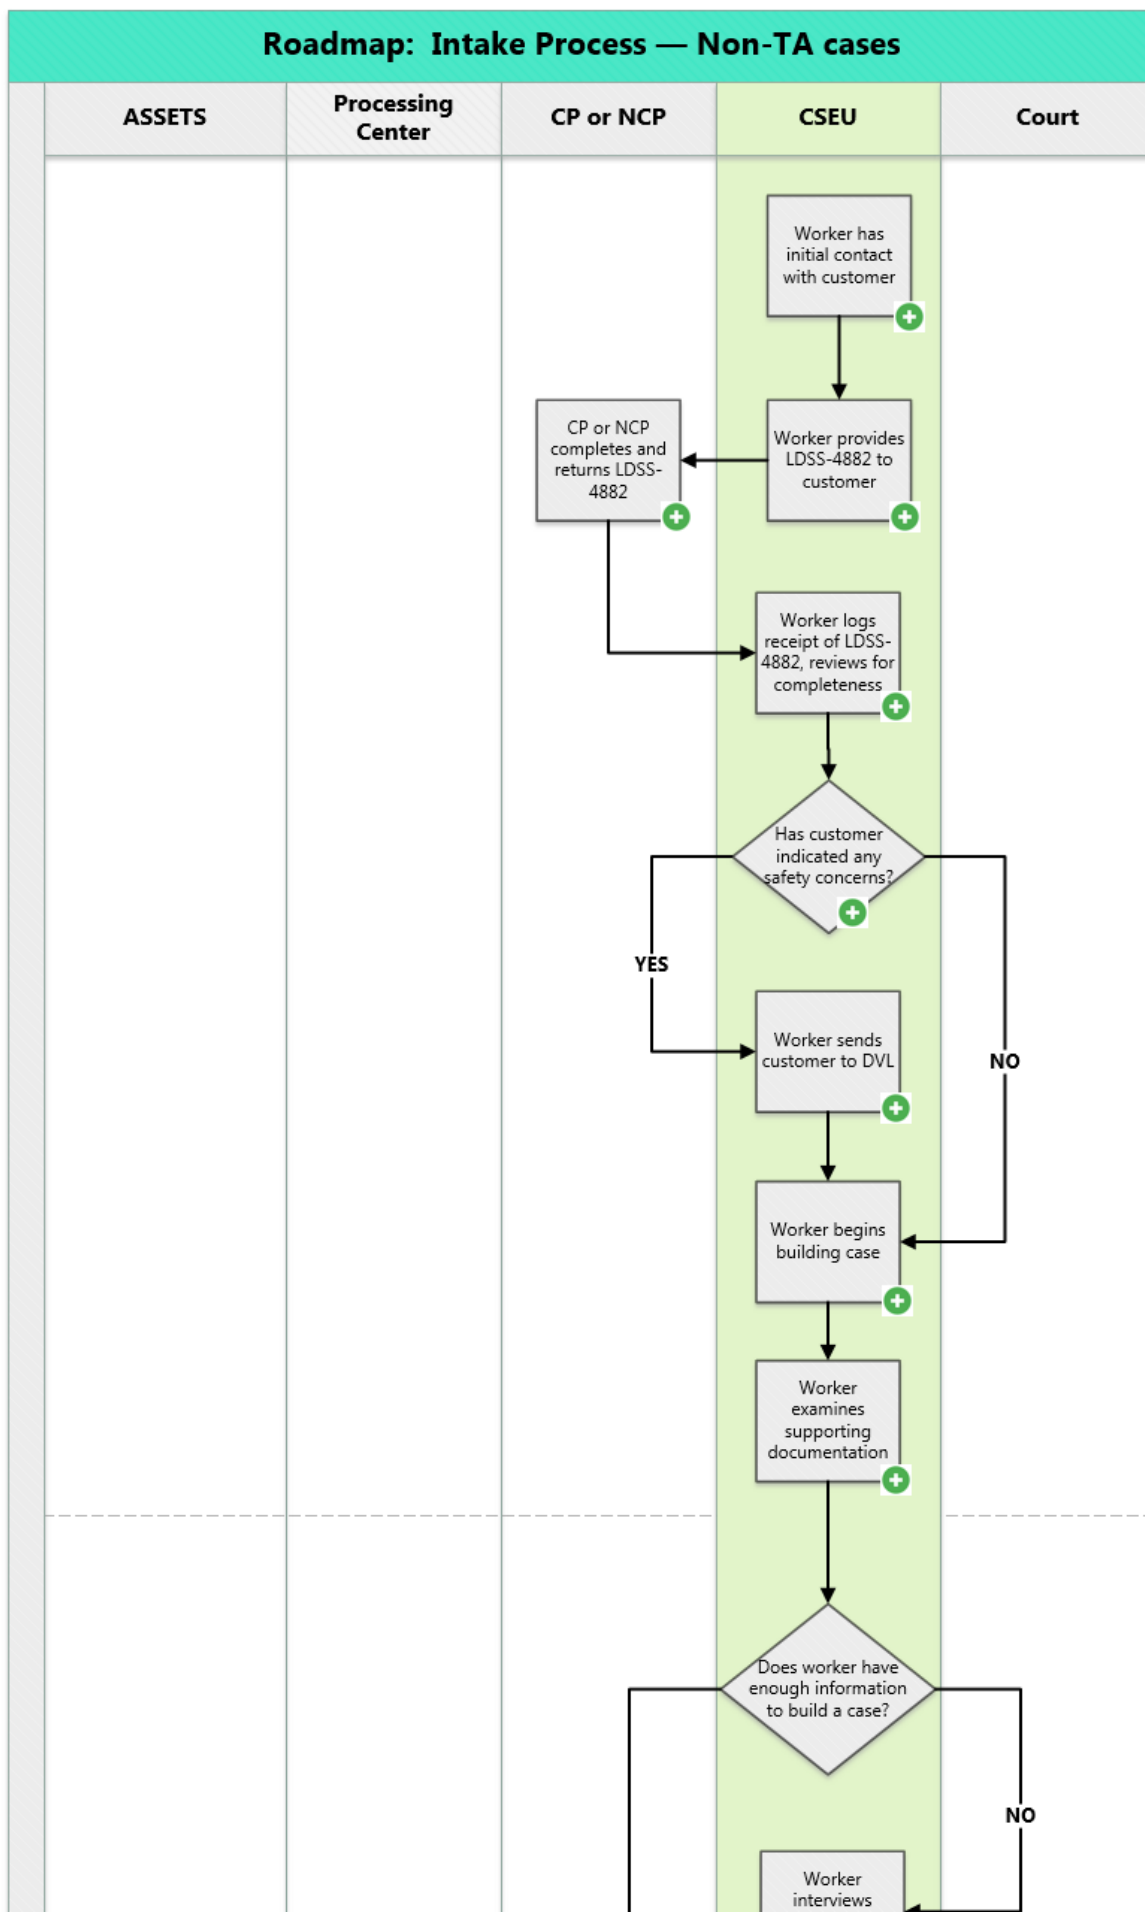 Roadmap:  Intake Process — Non-TA cases
ASSETS
Processing
Center
CP or NCP
CSEU
Court
Worker has
initial contact
with customer
CP or NCP
completes and
returns LDSS-
4882
Worker provides
LDSS-4882 to
customer
Worker logs
receipt of LDSS-
4882, reviews for
completeness
Has customer
indicated any
safety concerns?
YES
NO
Worker sends
customer to DVL
Worker begins
building case
Worker
examines
supporting
documentation
Does worker have
enough information
to build a case?
NO
Worker
interviews